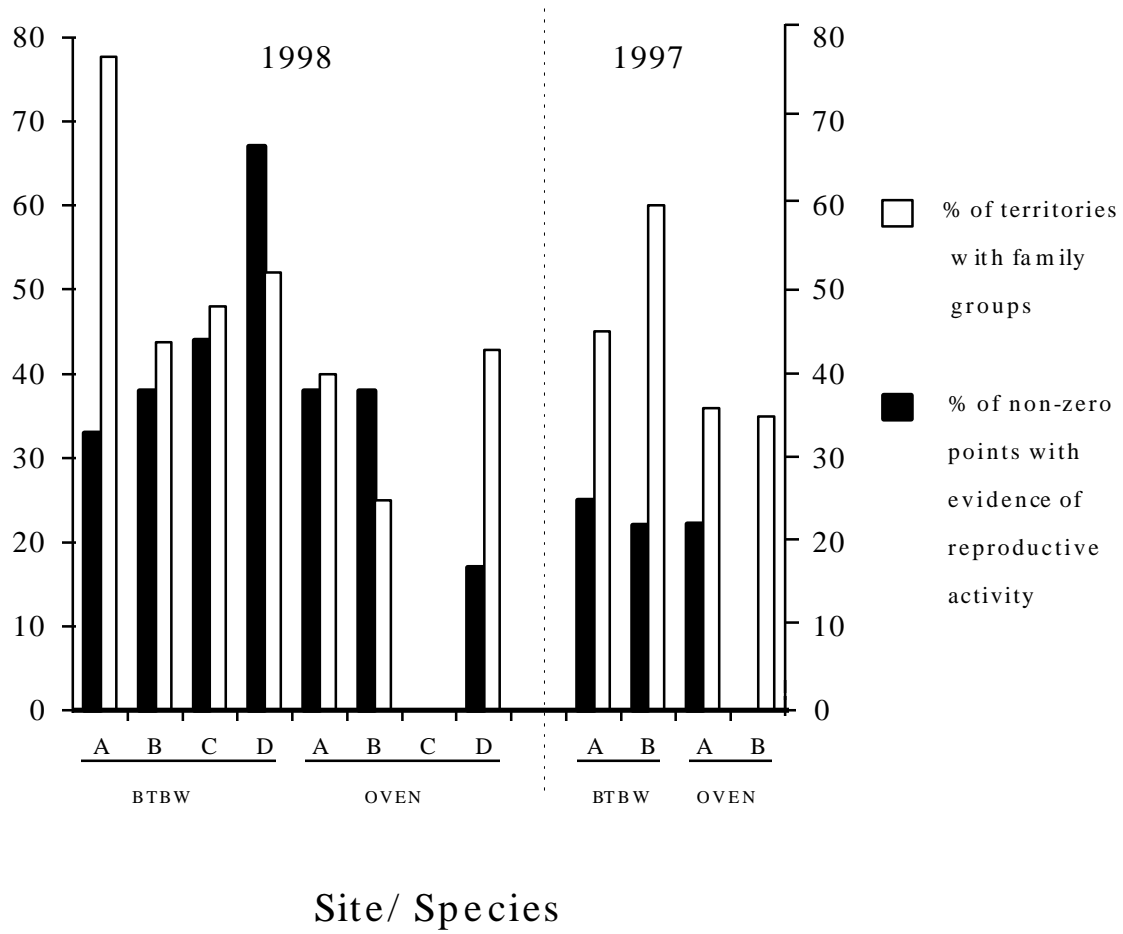 1998
1997
80
70
60
50
40
30
20
10
0
80
70
60
50
40
30
20
10
0
% of territories
with family
groups
% of non-zero
points with
evidence of
reproductive
activity
A B C D A B C D A B A B
BTBW OVEN BTBW OVEN
Site/ Species